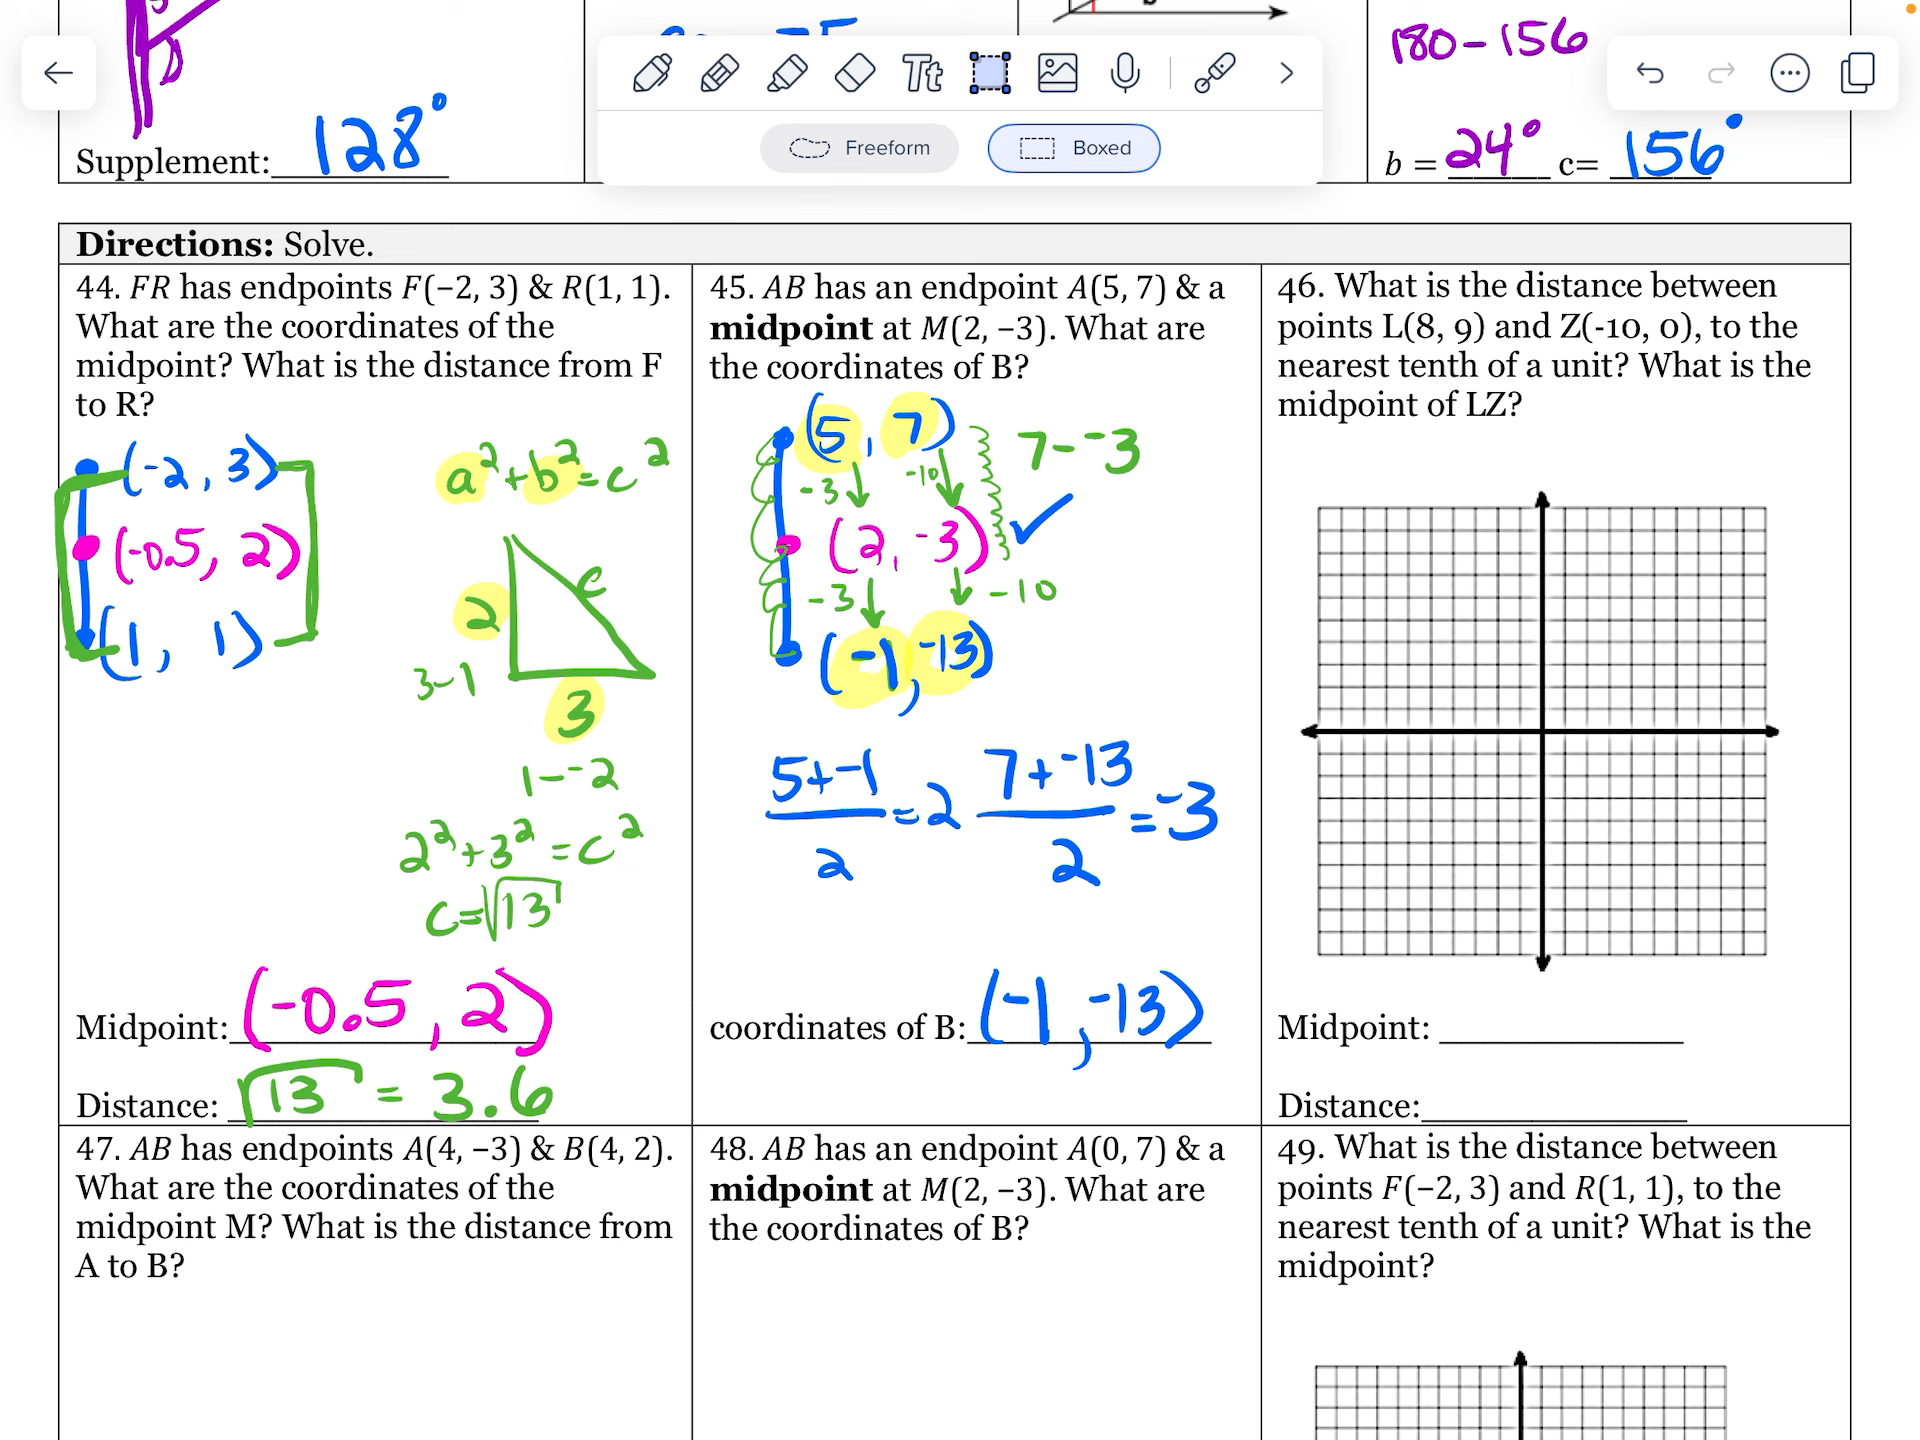 180-156
Tt
Freeform
Boxed
Supplement: 128°
b = 24° c= 156°
Directions: Solve.
44. FR has endpoints F(−2, 3) & R(1, 1).
What are the coordinates of the
midpoint? What is the distance from F
to R?
(-2, 3)
(-0.5, 2)
(1, 1)
a²+b²=c²
c
2
3-1
3
1--2
2²+3²=c²
c=√13
Midpoint: (-0.5, 2)
Distance: √13 = 3.6
45. AB has an endpoint A(5, 7) & a
midpoint at M(2, −3). What are
the coordinates of B?
(5, 7)
7--3
-3 -10
(2, -3)
-3 -10
(-1, -13)
5+-1/2=2 7+-13/2=-3
coordinates of B: (-1, -13)
46. What is the distance between
points L(8, 9) and Z(-10, 0), to the
nearest tenth of a unit? What is the
midpoint of LZ?
Midpoint:
Distance:
47. AB has endpoints A(4, −3) & B(4, 2).
What are the coordinates of the
midpoint M? What is the distance from
A to B?
48. AB has an endpoint A(0, 7) & a
midpoint at M(2, −3). What are
the coordinates of B?
49. What is the distance between
points F(−2, 3) and R(1, 1), to the
nearest tenth of a unit? What is the
midpoint?